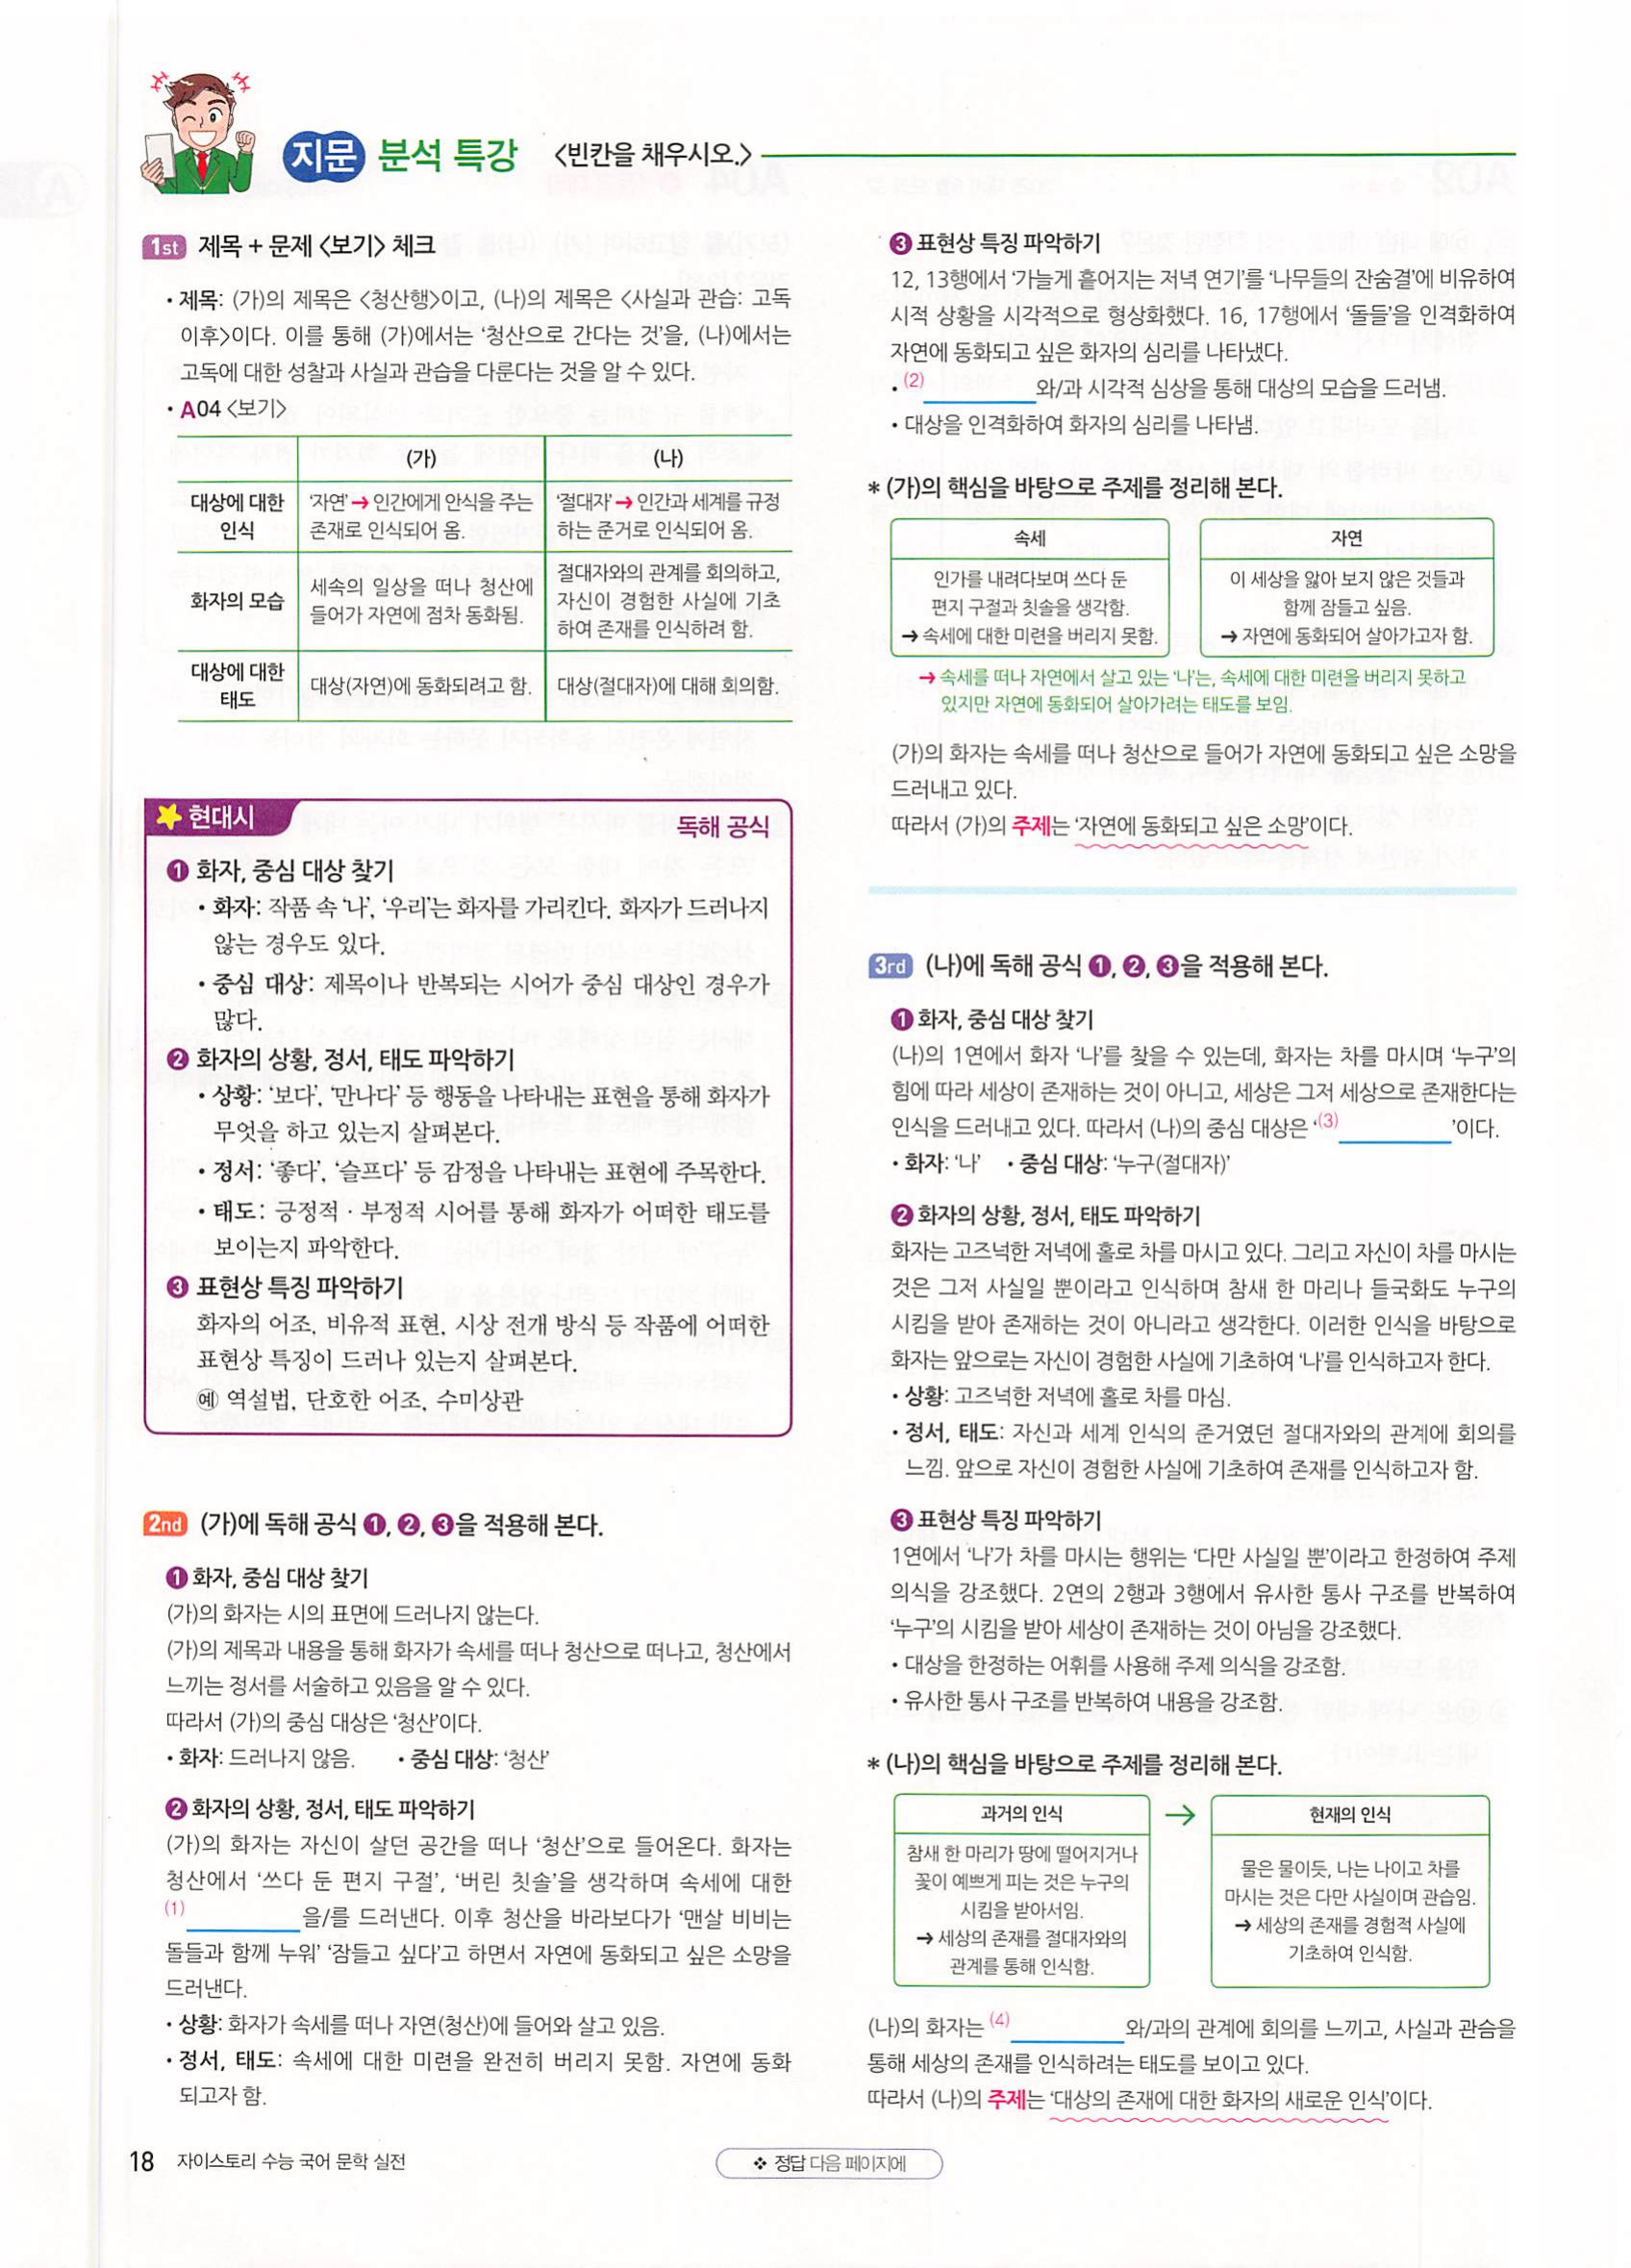 지문 분석 특강 <빈칸을 채우시오.>
1st 제목 + 문제 <보기> 체크
• 제목: (가)의 제목은 <청산행>이고, (나)의 제목은 <사실과 관습: 고독
이후>이다. 이를 통해 (가)에서는 ‘청산으로 간다는 것’을, (나)에서는
고독에 대한 성찰과 사실과 관습을 다룬다는 것을 알 수 있다.
• A04 <보기>
(가) (나)
대상에 대한 인식
‘자연’ → 인간에게 안식을 주는
존재로 인식되어 옴.
‘절대자’ → 인간과 세계를 규정
하는 준거로 인식되어 옴.
화자의 모습
세속의 일상을 떠나 청산에
들어가 자연에 점차 동화됨.
절대자와의 관계를 회의하고,
자신이 경험한 사실에 기초
하여 존재를 인식하려 함.
대상에 대한 태도
대상(자연)에 동화되려고 함.
대상(절대자)에 대해 회의함.
현대시 독해 공식
❶ 화자, 중심 대상 찾기
• 화자: 작품 속 ‘나’, ‘우리’는 화자를 가리킨다. 화자가 드러나지
않는 경우도 있다.
• 중심 대상: 제목이나 반복되는 시어가 중심 대상인 경우가
많다.
❷ 화자의 상황, 정서, 태도 파악하기
• 상황: ‘보다’, ‘만나다’ 등 행동을 나타내는 표현을 통해 화자가
무엇을 하고 있는지 살펴본다.
• 정서: ‘좋다’, ‘슬프다’ 등 감정을 나타내는 표현에 주목한다.
• 태도: 긍정적 · 부정적 시어를 통해 화자가 어떠한 태도를
보이는지 파악한다.
❸ 표현상 특징 파악하기
화자의 어조, 비유적 표현, 시상 전개 방식 등 작품에 어떠한
표현상 특징이 드러나 있는지 살펴본다.
예 역설법, 단호한 어조, 수미상관
2nd (가)에 독해 공식 ❶, ❷, ❸을 적용해 본다.
❶ 화자, 중심 대상 찾기
(가)의 화자는 시의 표면에 드러나지 않는다.
(가)의 제목과 내용을 통해 화자가 속세를 떠나 청산으로 떠나고, 청산에서
느끼는 정서를 서술하고 있음을 알 수 있다.
따라서 (가)의 중심 대상은 ‘청산’이다.
• 화자: 드러나지 않음. • 중심 대상: ‘청산’
❷ 화자의 상황, 정서, 태도 파악하기
(가)의 화자는 자신이 살던 공간을 떠나 ‘청산’으로 들어온다. 화자는
청산에서 ‘쓰다 둔 편지 구절’, ‘버린 칫솔’을 생각하며 속세에 대한
(1) ________ 을/를 드러낸다. 이후 청산을 바라보다가 ‘맨살 비비는
돌들과 함께 누워’ ‘잠들고 싶다’고 하면서 자연에 동화되고 싶은 소망을
드러낸다.
• 상황: 화자가 속세를 떠나 자연(청산)에 들어와 살고 있음.
• 정서, 태도: 속세에 대한 미련을 완전히 버리지 못함. 자연에 동화
되고자 함.
❸ 표현상 특징 파악하기
12, 13행에서 ‘가늘게 흩어지는 저녁 연기’를 ‘나무들의 잔숨결’에 비유하여
시적 상황을 시각적으로 형상화했다. 16, 17행에서 ‘돌들’을 인격화하여
자연에 동화되고 싶은 화자의 심리를 나타냈다.
• (2) ________ 와/과 시각적 심상을 통해 대상의 모습을 드러냄.
• 대상을 인격화하여 화자의 심리를 나타냄.
* (가)의 핵심을 바탕으로 주제를 정리해 본다.
속세
인가를 내려다보며 쓰다 둔
편지 구절과 칫솔을 생각함.
→ 속세에 대한 미련을 버리지 못함.
자연
이 세상을 앓아 보지 않은 것들과
함께 잠들고 싶음.
→ 자연에 동화되어 살아가고자 함.
→ 속세를 떠나 자연에서 살고 있는 ‘나’는, 속세에 대한 미련을 버리지 못하고
있지만 자연에 동화되어 살아가려는 태도를 보임.
(가)의 화자는 속세를 떠나 청산으로 들어가 자연에 동화되고 싶은 소망을
드러내고 있다.
따라서 (가)의 주제는 ‘자연에 동화되고 싶은 소망’이다.
3rd (나)에 독해 공식 ❶, ❷, ❸을 적용해 본다.
❶ 화자, 중심 대상 찾기
(나)의 1연에서 화자 ‘나’를 찾을 수 있는데, 화자는 차를 마시며 ‘누구’의
힘에 따라 세상이 존재하는 것이 아니고, 세상은 그저 세상으로 존재한다는
인식을 드러내고 있다. 따라서 (나)의 중심 대상은 ‘(3) ________ ’이다.
• 화자: ‘나’ • 중심 대상: ‘누구(절대자)’
❷ 화자의 상황, 정서, 태도 파악하기
화자는 고즈넉한 저녁에 홀로 차를 마시고 있다. 그리고 자신이 차를 마시는
것은 그저 사실일 뿐이라고 인식하며 참새 한 마리나 들국화도 누구의
시킴을 받아 존재하는 것이 아니라고 생각한다. 이러한 인식을 바탕으로
화자는 앞으로는 자신이 경험한 사실에 기초하여 ‘나’를 인식하고자 한다.
• 상황: 고즈넉한 저녁에 홀로 차를 마심.
• 정서, 태도: 자신과 세계 인식의 준거였던 절대자와의 관계에 회의를
느낌. 앞으로 자신이 경험한 사실에 기초하여 존재를 인식하고자 함.
❸ 표현상 특징 파악하기
1연에서 ‘나’가 차를 마시는 행위는 ‘다만 사실일 뿐’이라고 한정하여 주제
의식을 강조했다. 2연의 2행과 3행에서 유사한 통사 구조를 반복하여
‘누구’의 시킴을 받아 세상이 존재하는 것이 아님을 강조했다.
• 대상을 한정하는 어휘를 사용해 주제 의식을 강조함.
• 유사한 통사 구조를 반복하여 내용을 강조함.
* (나)의 핵심을 바탕으로 주제를 정리해 본다.
과거의 인식
참새 한 마리가 땅에 떨어지거나
꽃이 예쁘게 피는 것은 누구의
시킴을 받아서임.
→ 세상의 존재를 절대자와의
관계를 통해 인식함.
→
현재의 인식
물은 물이듯, 나는 나이고 차를
마시는 것은 다만 사실이며 관습임.
→ 세상의 존재를 경험적 사실에
기초하여 인식함.
(나)의 화자는 (4) ________ 와/과의 관계에 회의를 느끼고, 사실과 관습을
통해 세상의 존재를 인식하려는 태도를 보이고 있다.
따라서 (나)의 주제는 ‘대상의 존재에 대한 화자의 새로운 인식’이다.
18 자이스토리 수능 국어 문학 실전
❖ 정답 다음 페이지에